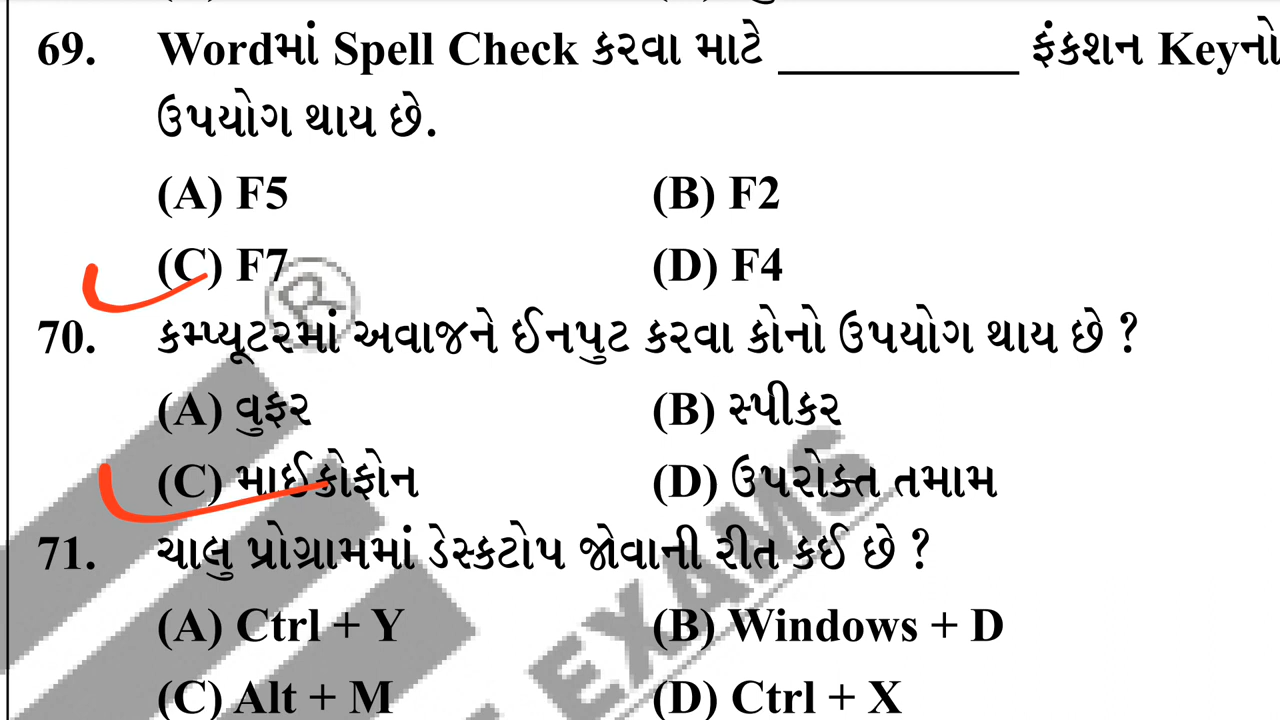 69. Wordમાં Spell Check કરવા માટે __________ ફંકશન Keyનો
ઉપયોગ થાય છે.
(A) F5 (B) F2
(C) F7 (D) F4
70. કમ્પ્યૂટરમાં અવાજને ઈનપુટ કરવા કોનો ઉપયોગ થાય છે ?
(A) વુફર (B) સ્પીકર
(C) માઈક્રોફોન (D) ઉપરોક્ત તમામ
71. ચાલુ પ્રોગ્રામમાં ડેસ્કટોપ જોવાની રીત કઈ છે ?
(A) Ctrl + Y (B) Windows + D
(C) Alt + M (D) Ctrl + X
EXAMS
R